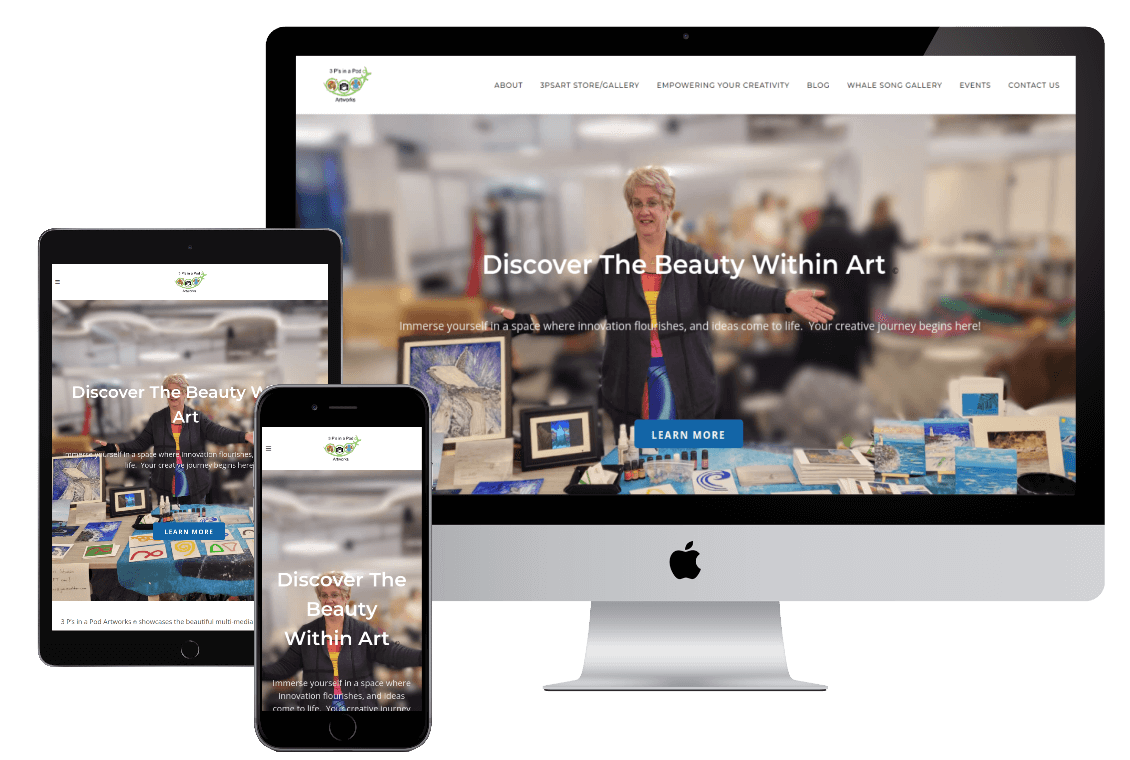 3 P's in a Pod
Artworks
ABOUT
3PSART STORE/GALLERY
EMPOWERING YOUR CREATIVITY
BLOG
WHALE SONG GALLERY
EVENTS
CONTACT US
Discover The Beauty Within Art
Immerse yourself in a space where innovation flourishes, and ideas come to life. Your creative journey begins here!
LEARN MORE
3 P's in a Pod
Artworks
Discover The Beauty W
Art
Immerse yourself in a space where innovation flourishes,
life. Your creative journey begins here
LEARN MORE
3 P's in a Pod Artworks ® showcases the beautiful multi-media
3 P's in a Pod
Artworks
Discover The
Beauty
Within Art
Immerse yourself in a space where
innovation flourishes, and ideas
come to life. Your creative journey